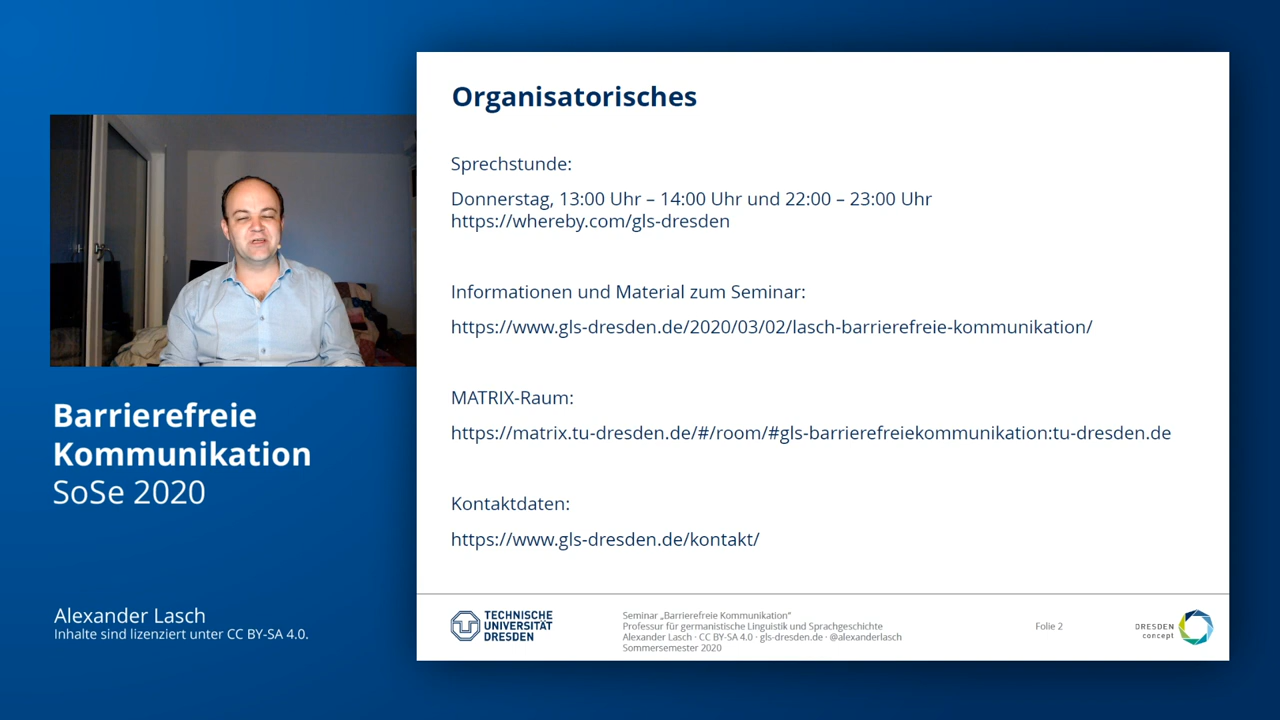 Organisatorisches
Sprechstunde:
Donnerstag, 13:00 Uhr – 14:00 Uhr und 22:00 – 23:00 Uhr
https://whereby.com/gls-dresden
Informationen und Material zum Seminar:
https://www.gls-dresden.de/2020/03/02/lasch-barrierefreie-kommunikation/
MATRIX-Raum:
https://matrix.tu-dresden.de/#/room/#gls-barrierefreiekommunikation:tu-dresden.de
Kontaktdaten:
https://www.gls-dresden.de/kontakt/
Barrierefreie
Kommunikation
SoSe 2020
Alexander Lasch
Inhalte sind lizenziert unter CC BY-SA 4.0.
TECHNISCHE
UNIVERSITÄT
DRESDEN
Seminar „Barrierefreie Kommunikation“
Professur für germanistische Linguistik und Sprachgeschichte
Alexander Lasch · CC BY-SA 4.0 · gls-dresden.de · @alexanderlasch
Sommersemester 2020
Folie 2
DRESDEN
concept